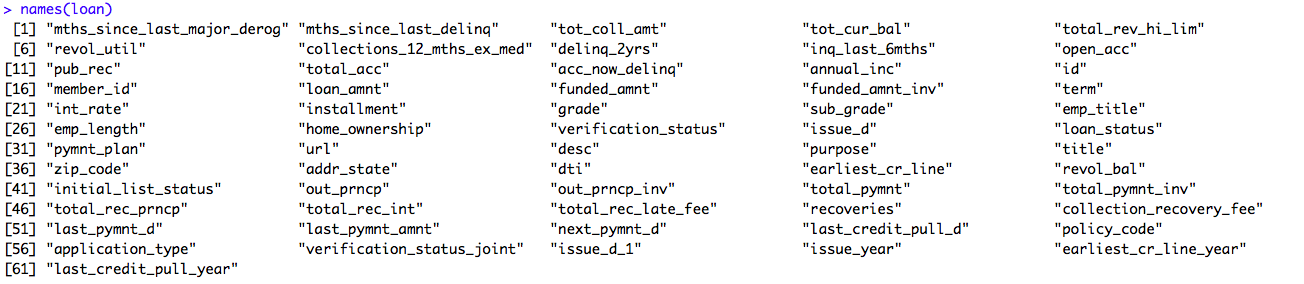 > names(loan)
[1] "mths_since_last_major_derog" "mths_since_last_delinq" "tot_coll_amt" "tot_cur_bal" "total_rev_hi_lim"
[6] "revol_util" "collections_12_mths_ex_med" "delinq_2yrs" "inq_last_6mths" "open_acc"
[11] "pub_rec" "total_acc" "acc_now_delinq" "annual_inc" "id"
[16] "member_id" "loan_amnt" "funded_amnt" "funded_amnt_inv" "term"
[21] "int_rate" "installment" "grade" "sub_grade" "emp_title"
[26] "emp_length" "home_ownership" "verification_status" "issue_d" "loan_status"
[31] "pymnt_plan" "url" "desc" "purpose" "title"
[36] "zip_code" "addr_state" "dti" "earliest_cr_line" "revol_bal"
[41] "initial_list_status" "out_prncp" "out_prncp_inv" "total_pymnt" "total_pymnt_inv"
[46] "total_rec_prncp" "total_rec_int" "total_rec_late_fee" "recoveries" "collection_recovery_fee"
[51] "last_pymnt_d" "last_pymnt_amnt" "next_pymnt_d" "last_credit_pull_d" "policy_code"
[56] "application_type" "verification_status_joint" "issue_d_1" "issue_year" "earliest_cr_line_year"
[61] "last_credit_pull_year"